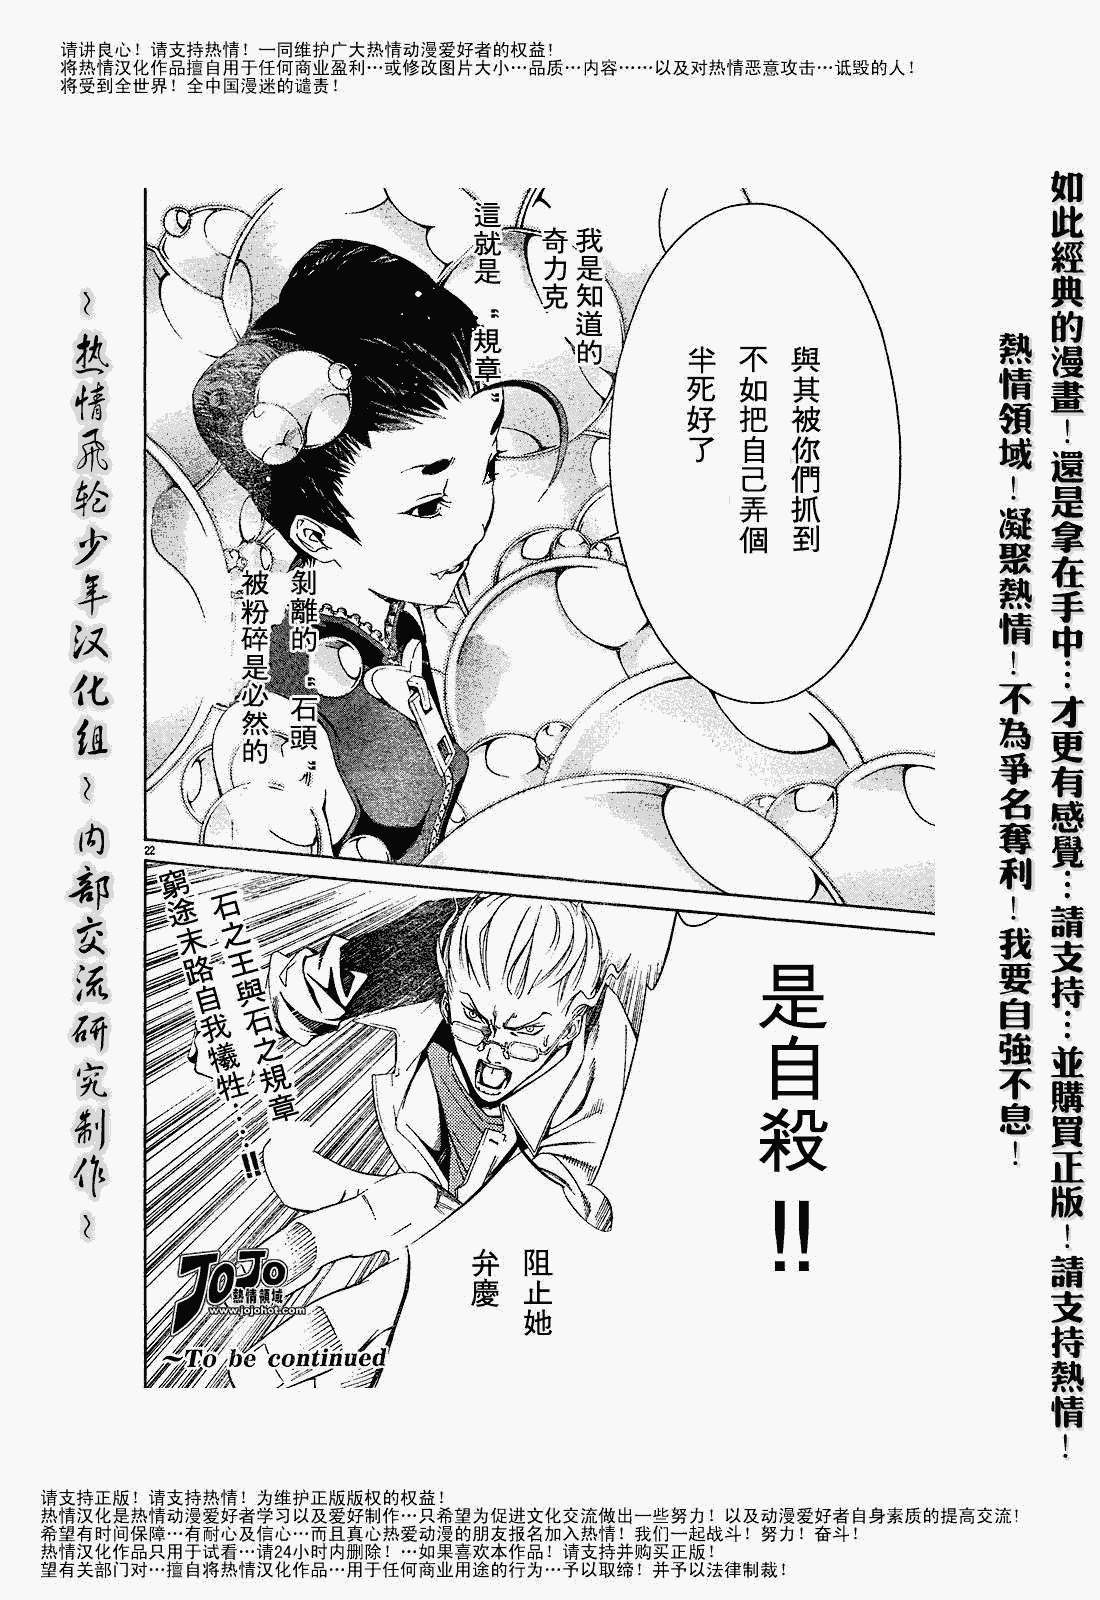 请讲良心！请支持热情！一同维护广大热情动漫爱好者的权益！
将热情汉化作品擅自用于任何商业盈利…或修改图片大小…品质…内容……以及对热情恶意攻击…诋毁的人！
将受到全世界！全中国漫迷的谴责！
如此經典的漫畫！還是拿在手中…才更有感覺…請支持…並購買正版！請支持熱情！
熱情領域！凝聚熱情！不為爭名奪利！我要自強不息！
與其被你們抓到
不如把自己弄個
半死好了
我是知道的
奇力克
這就是“規章”
剝離的“石頭”
被粉碎是必然的
22
是自殺!!
阻止她
弁慶
石之王與石之規章
窮途末路自我犧牲……!!
JOJO
熱情領域
www.jojohot.com
~To be continued
~热情飛轮少年汉化组~内部交流研究制作~
请支持正版！请支持热情！为维护正版版权的权益！
热情汉化是热情动漫爱好者学习以及爱好制作…只希望为促进文化交流做出一些努力！以及动漫爱好者自身素质的提高交流！
希望有时间保障…有耐心及信心…而且真心热爱动漫的朋友报名加入热情！我们一起战斗！努力！奋斗！
热情汉化作品只用于试看…请24小时内删除！…如果喜欢本作品！请支持并购买正版！
望有关部门对…擅自将热情汉化作品…用于任何商业用途的行为…予以取缔！并予以法律制裁！